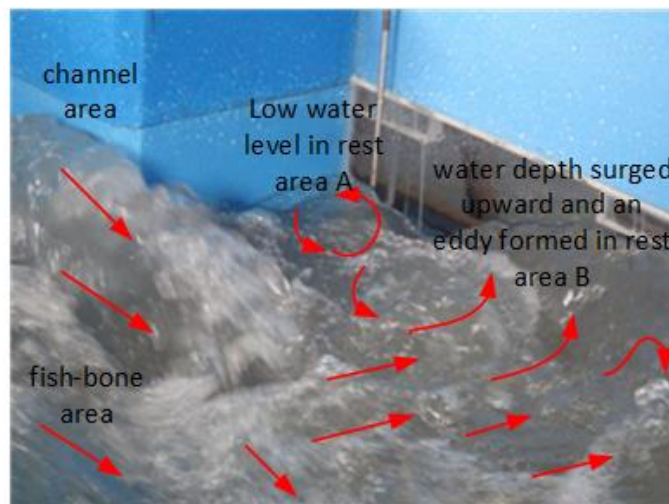 channel
area
Low water
level in rest
area A
water depth surged
upward and an
eddy formed in rest
area B
fish-bone
area